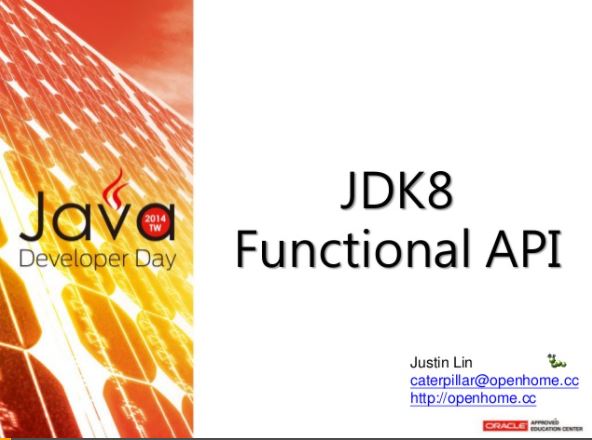 Java
2014
TW
Developer Day
JDK8
Functional API
Justin Lin
caterpillar@openhome.cc
http://openhome.cc
ORACLE APPROVED
EDUCATION CENTER